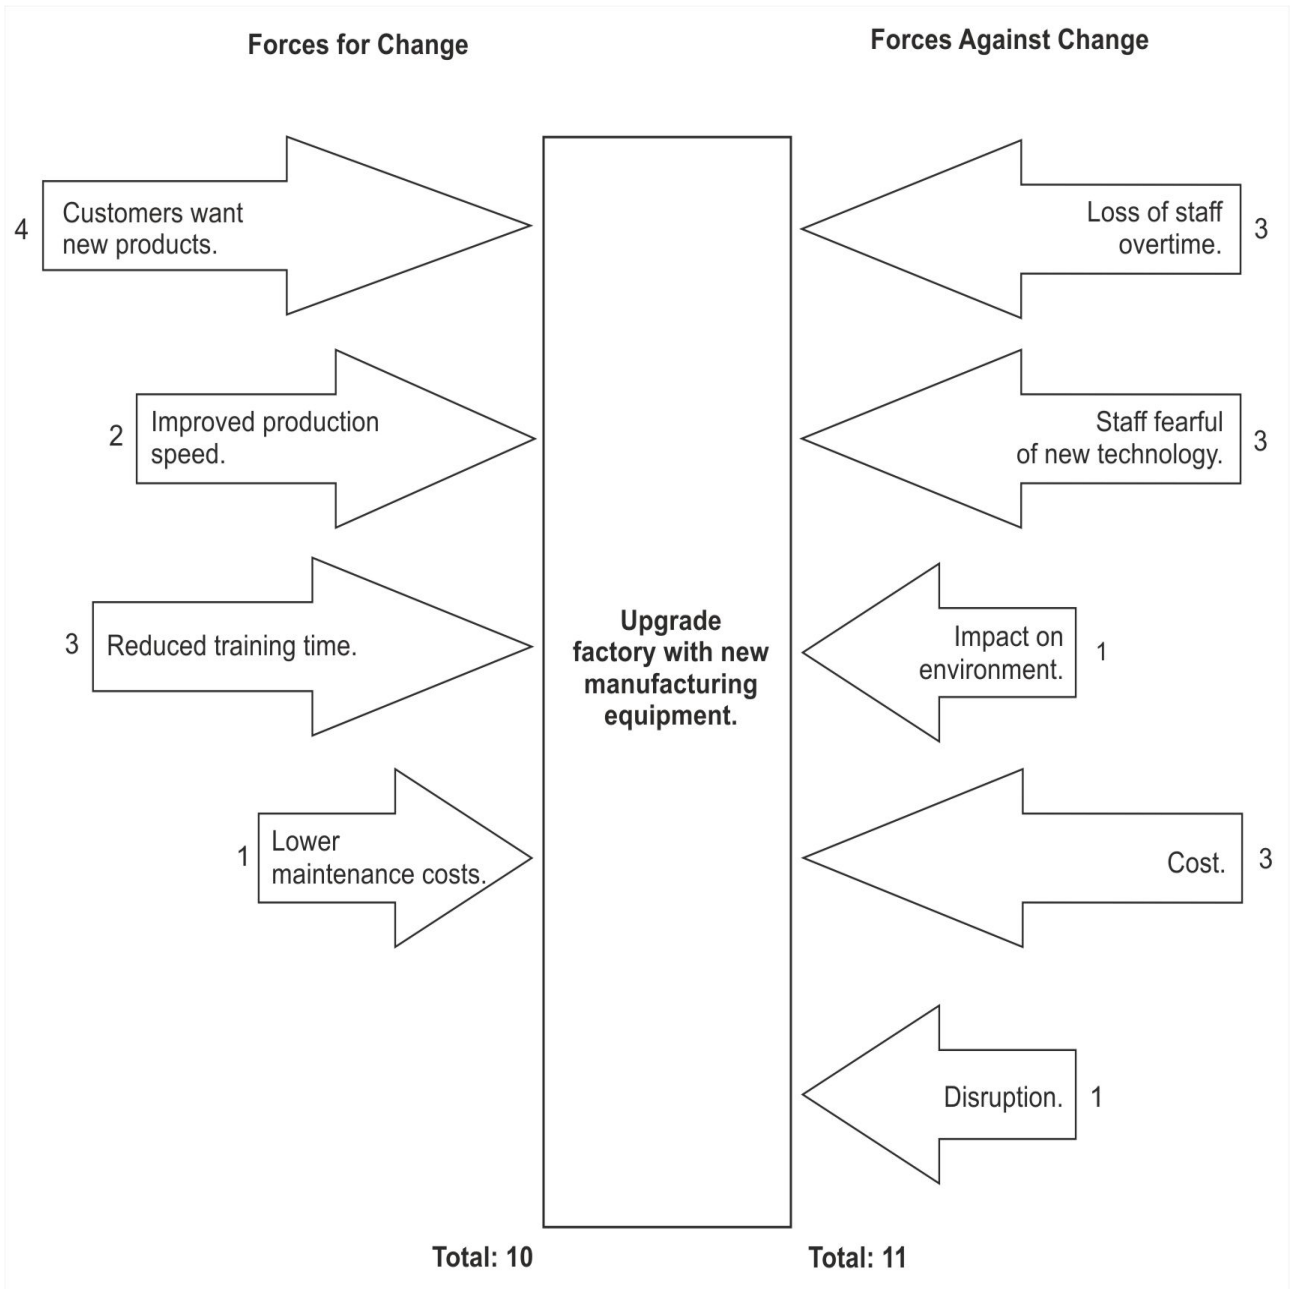 Forces for Change
Forces Against Change
4
Customers want
new products.
2
Improved production
speed.
3
Reduced training time.
1
Lower
maintenance costs.
Upgrade
factory with new
manufacturing
equipment.
Loss of staff
overtime.
3
Staff fearful
of new technology.
3
Impact on
environment.
1
Cost.
3
Disruption.
1
Total: 10
Total: 11